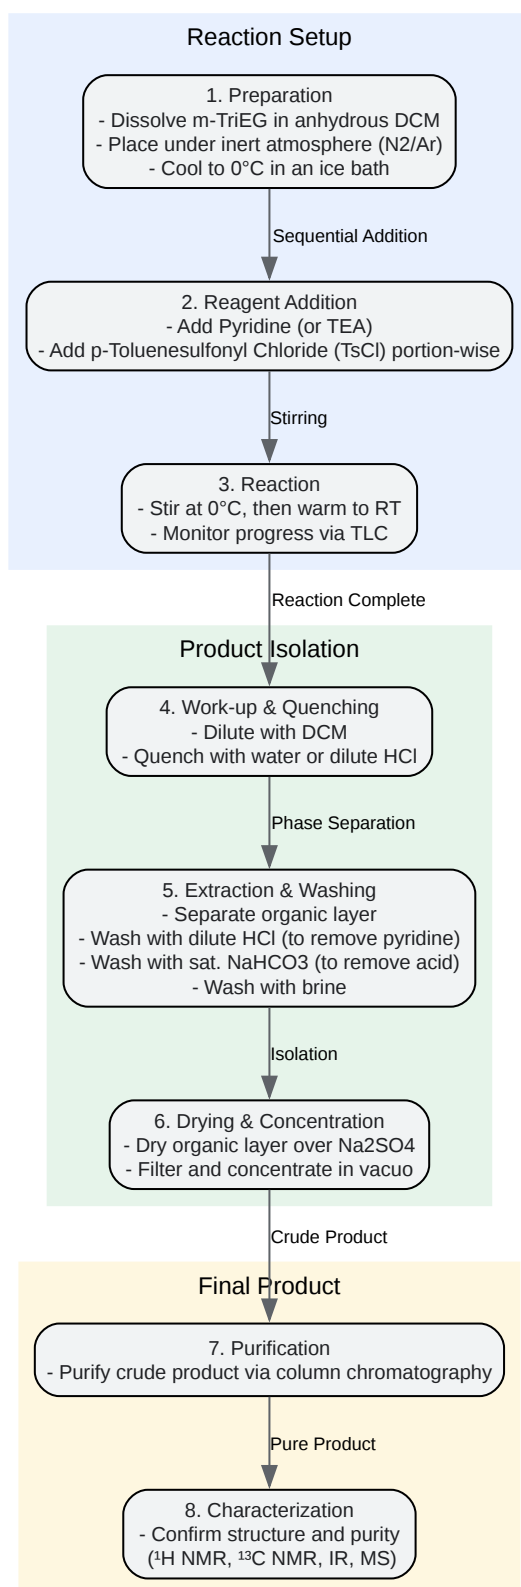 Reaction Setup
1. Preparation
- Dissolve m-TriEG in anhydrous DCM
- Place under inert atmosphere (N2/Ar)
- Cool to 0°C in an ice bath
Sequential Addition
2. Reagent Addition
- Add Pyridine (or TEA)
- Add p-Toluenesulfonyl Chloride (TsCl) portion-wise
Stirring
3. Reaction
- Stir at 0°C, then warm to RT
- Monitor progress via TLC
Reaction Complete
Product Isolation
4. Work-up & Quenching
- Dilute with DCM
- Quench with water or dilute HCl
Phase Separation
5. Extraction & Washing
- Separate organic layer
- Wash with dilute HCl (to remove pyridine)
- Wash with sat. NaHCO3 (to remove acid)
- Wash with brine
Isolation
6. Drying & Concentration
- Dry organic layer over Na2SO4
- Filter and concentrate in vacuo
Crude Product
Final Product
7. Purification
- Purify crude product via column chromatography
Pure Product
8. Characterization
- Confirm structure and purity
(¹H NMR, ¹³C NMR, IR, MS)